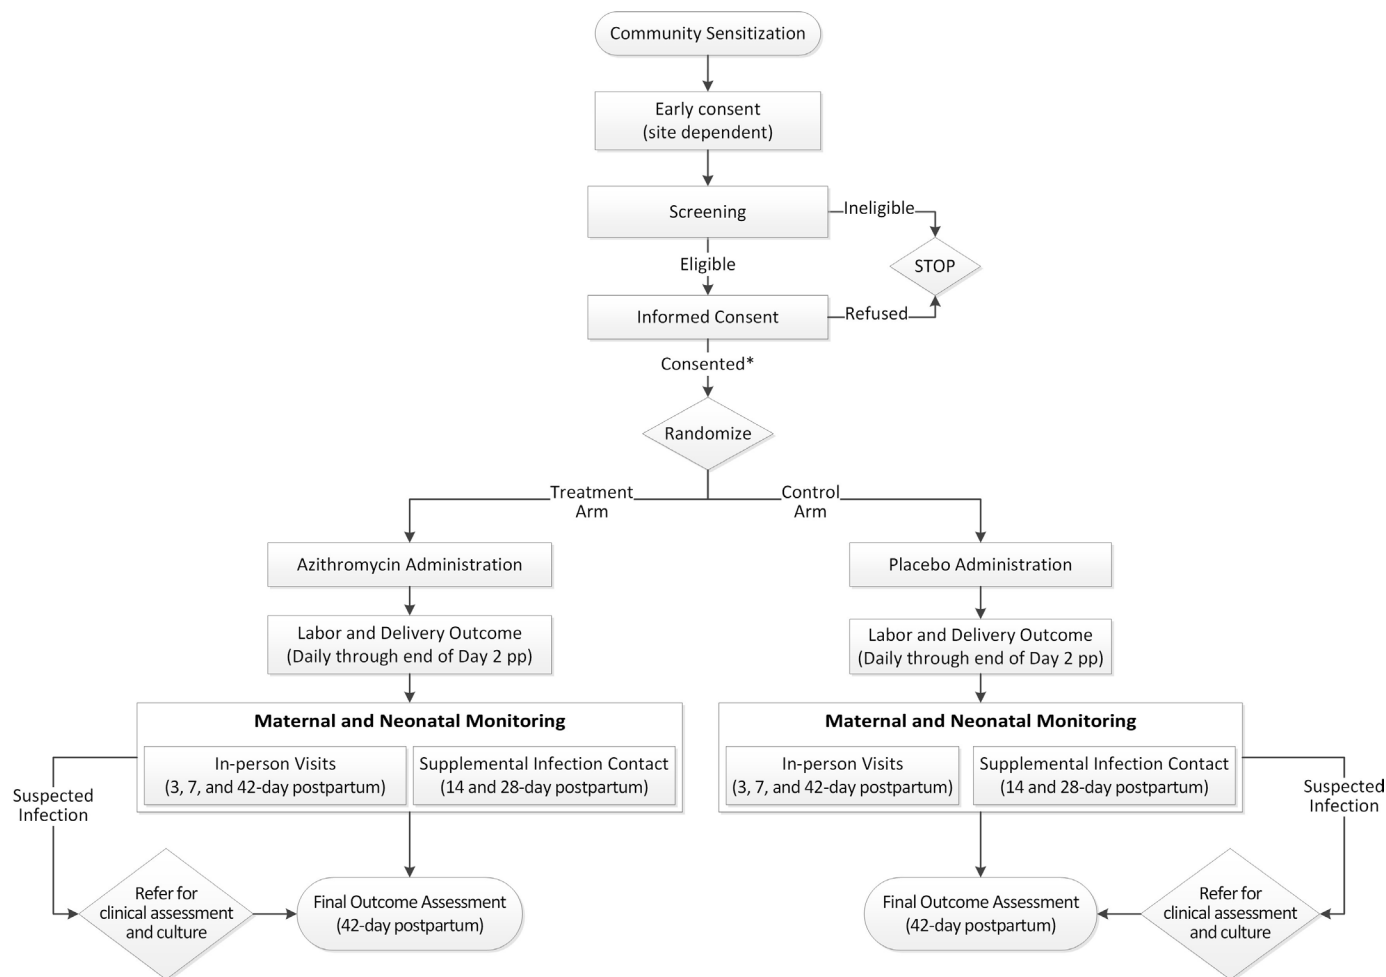 Community Sensitization
Early consent
(site dependent)
Screening
Ineligible
STOP
Eligible
Informed Consent
Refused
Consented*
Randomize
Treatment
Arm
Control
Arm
Azithromycin Administration
Placebo Administration
Labor and Delivery Outcome
(Daily through end of Day 2 pp)
Labor and Delivery Outcome
(Daily through end of Day 2 pp)
Maternal and Neonatal Monitoring
In-person Visits
(3, 7, and 42-day postpartum)
Supplemental Infection Contact
(14 and 28-day postpartum)
Maternal and Neonatal Monitoring
In-person Visits
(3, 7, and 42-day postpartum)
Supplemental Infection Contact
(14 and 28-day postpartum)
Suspected
Infection
Suspected
Infection
Refer for
clinical assessment
and culture
Final Outcome Assessment
(42-day postpartum)
Final Outcome Assessment
(42-day postpartum)
Refer for
clinical assessment
and culture